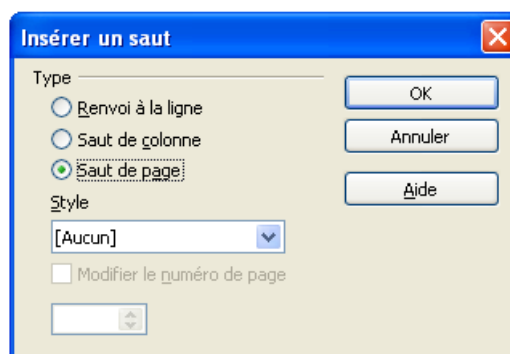 Insérer un saut
Type
Renvoi à la ligne
Saut de colonne
Saut de page
Style
[Aucun]
Modifier le numéro de page
OK
Annuler
Aide